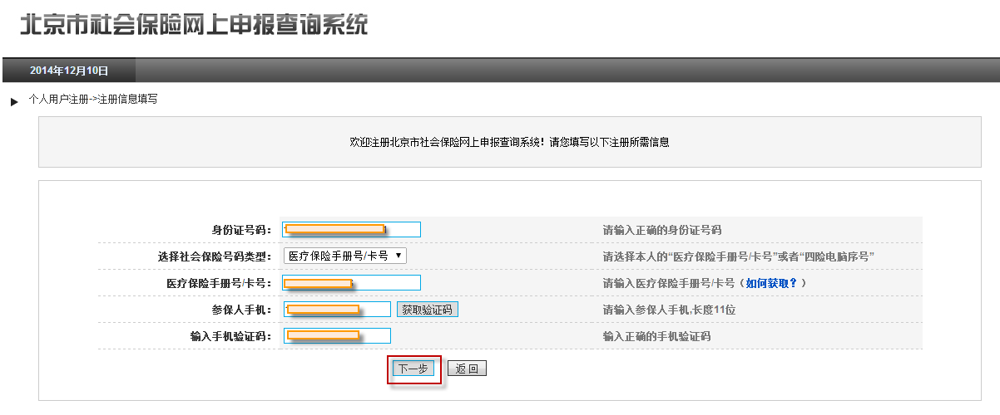 北京市社会保险网上申报查询系统
2014年12月10日
个人用户注册->注册信息填写
欢迎注册北京市社会保险网上申报查询系统！请您填写以下注册所需信息
身份证号码： 请输入正确的身份证号码
选择社会保险号码类型： 医疗保险手册号/卡号 请选择本人的“医疗保险手册号/卡号”或者“四险电脑序号”
医疗保险手册号/卡号： 请输入医疗保险手册号/卡号（如何获取？）
参保人手机： 获取验证码 请输入参保人手机,长度11位
输入手机验证码： 输入正确的手机验证码
下一步 返 回